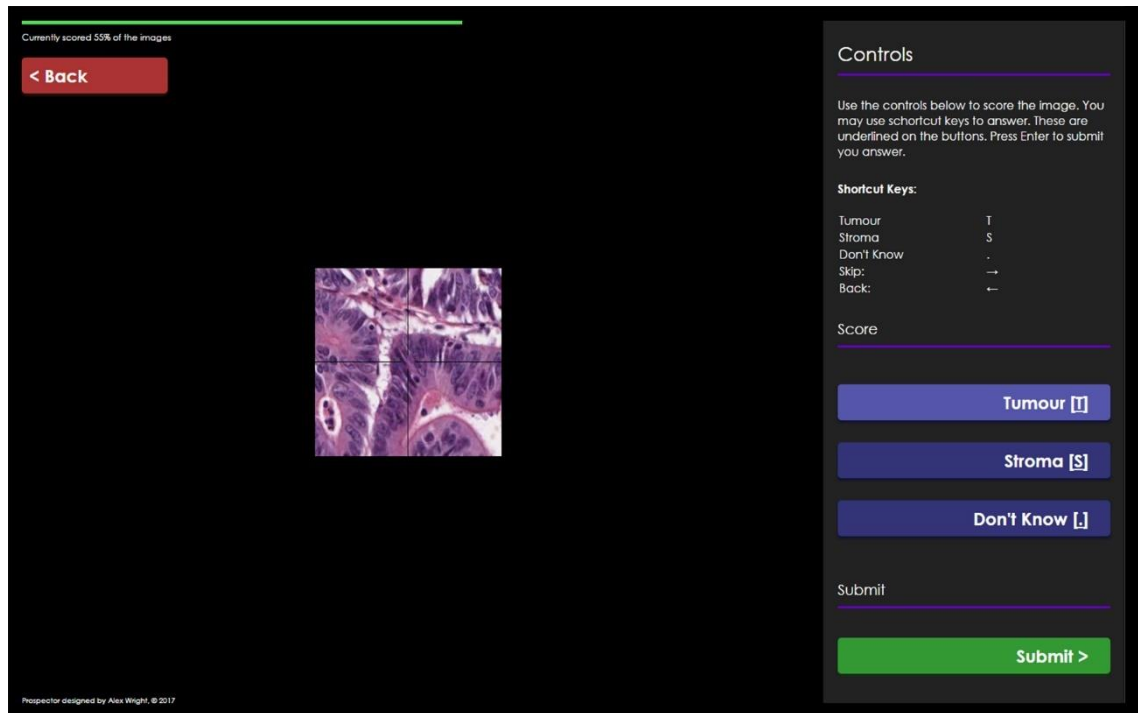 Currently scored 55% of the images
< Back
Controls
Use the controls below to score the image. You
may use schortcut keys to answer. These are
underlined on the buttons. Press Enter to submit
you answer.
Shortcut Keys:
Tumour T
Stroma S
Don't Know .
Skip: →
Back: ←
Score
Tumour [T]
Stroma [S]
Don't Know [.]
Submit
Submit >
Prospector designed by Alex Wright, © 2017